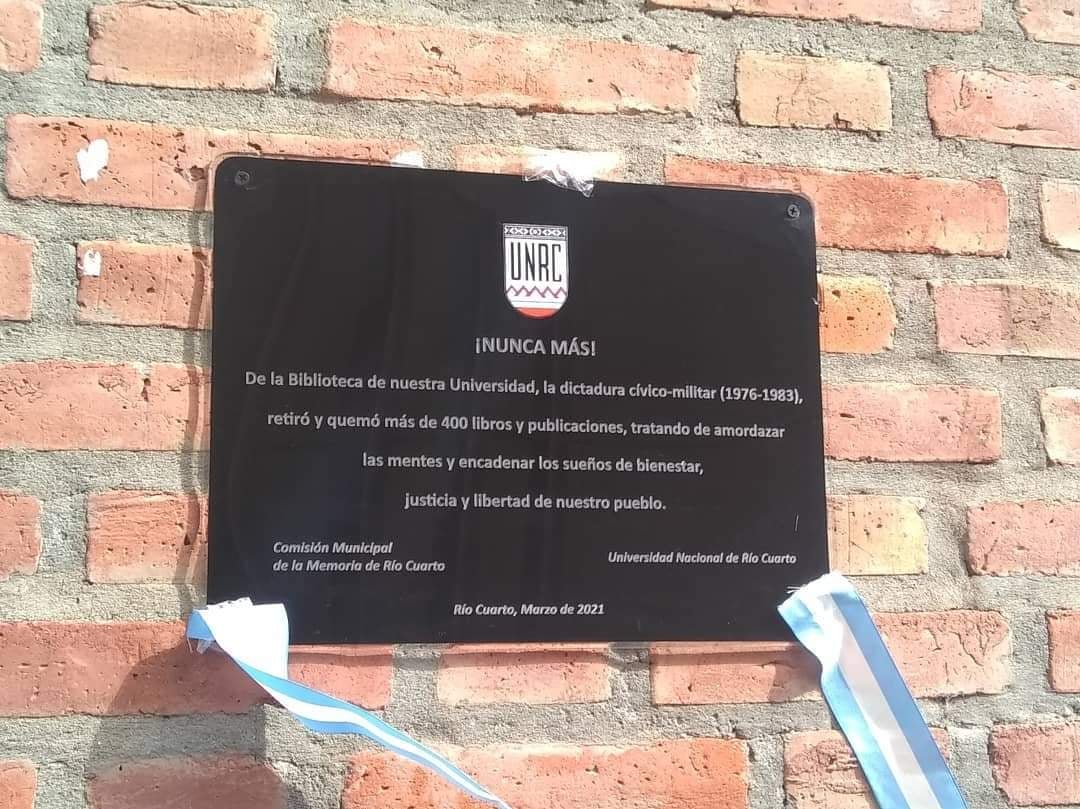 UNRC
¡NUNCA MÁS!
De la Biblioteca de nuestra Universidad, la dictadura cívico-militar (1976-1983),
retiró y quemó más de 400 libros y publicaciones, tratando de amordazar
las mentes y encadenar los sueños de bienestar,
justicia y libertad de nuestro pueblo.
Comisión Municipal
de la Memoria de Río Cuarto
Universidad Nacional de Río Cuarto
Río Cuarto, Marzo de 2021